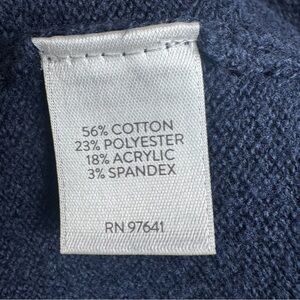 56% COTTON
23% POLYESTER
18% ACRYLIC
3% SPANDEX
RN 97641